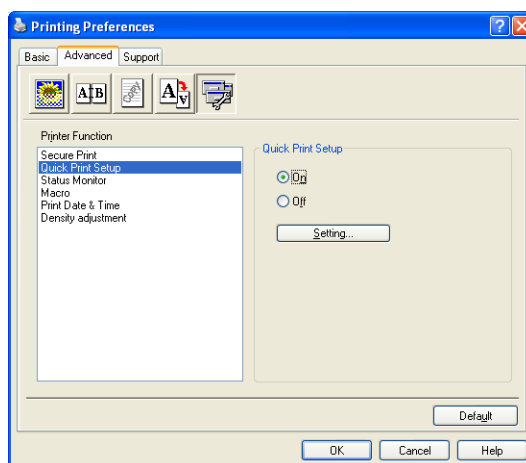 Printing Preferences
Basic Advanced Support
A B
A A
Printer Function
Secure Print
Quick Print Setup
Status Monitor
Macro
Print Date & Time
Density adjustment
Quick Print Setup
On
Off
Setting...
Default
OK Cancel Help